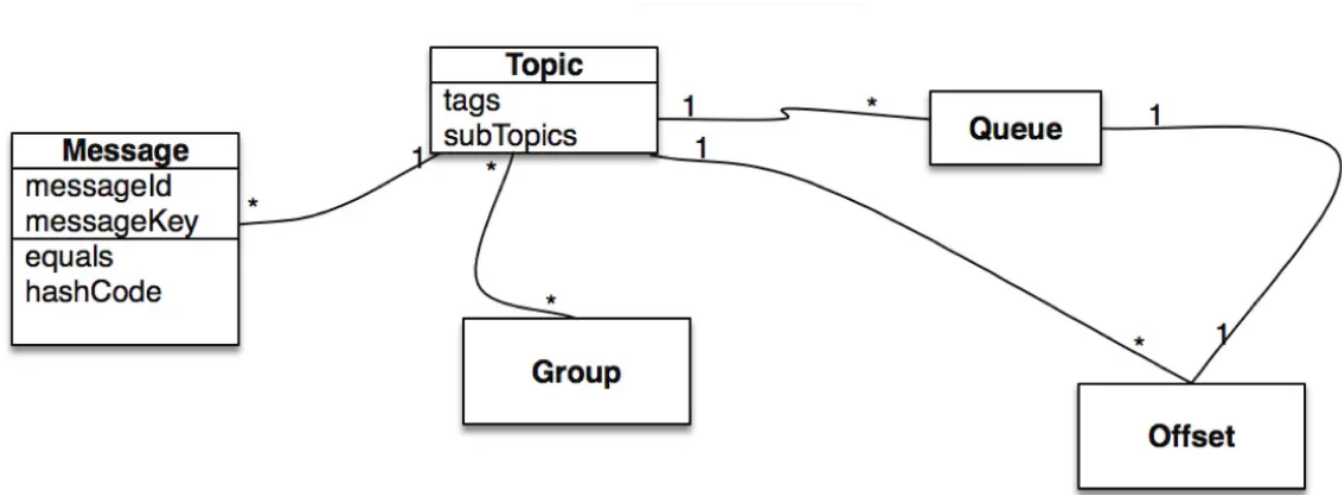 Topic
tags
subTopics
1
*
Queue
1
1
Message
messageId
messageKey
equals
hashCode
*
1
*
*
Group
*
1
Offset